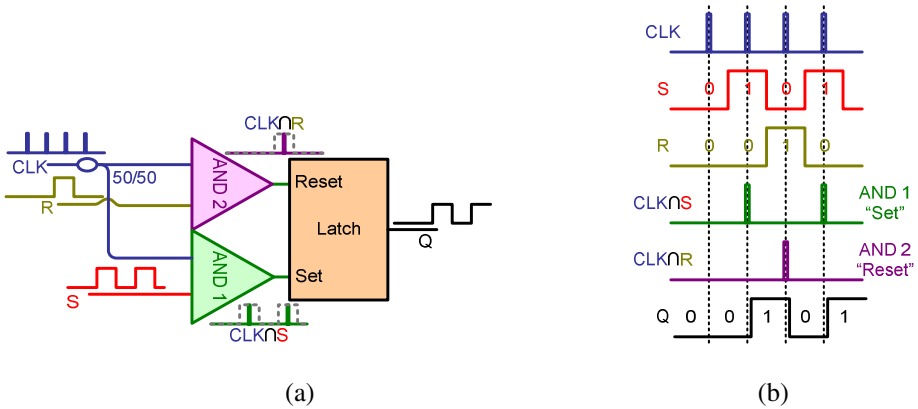 CLK∩R
CLK
50/50
R
AND 2
Reset
Latch
Q
AND 1
Set
S
CLK∩S
(a)
CLK
S 0 1 0 1
R 0 0 1 0
CLK∩S
AND 1
“Set”
CLK∩R
AND 2
“Reset”
Q 0 0 1 0 1
(b)